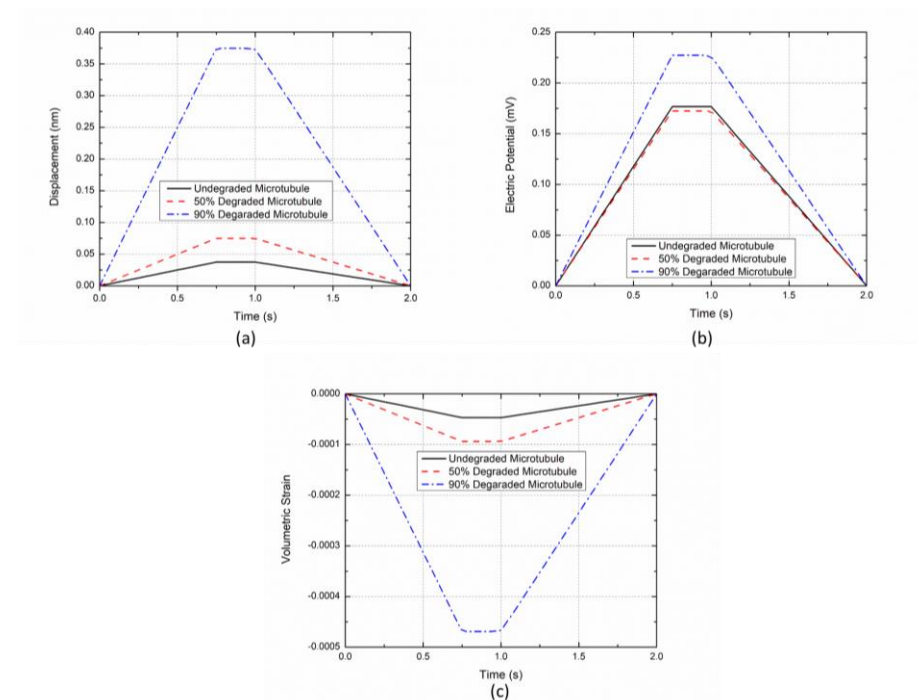 0.40
0.35
0.30
0.25
0.20
0.15
0.10
0.05
0.00
Displacement (nm)
Undegraded Microtubule
50% Degraded Microtubule
90% Degaraded Microtubule
0.0 0.5 1.0 1.5 2.0
Time (s)
(a)
0.25
0.20
0.15
0.10
0.05
0.00
Electric Potential (mV)
Undegraded Microtubule
50% Degraded Microtubule
90% Degaraded Microtubule
0.0 0.5 1.0 1.5 2.0
Time (s)
(b)
0.0000
-0.0001
-0.0002
-0.0003
-0.0004
-0.0005
Volumetric Strain
Undegraded Microtubule
50% Degraded Microtubule
90% Degaraded Microtubule
0.0 0.5 1.0 1.5 2.0
Time (s)
(c)